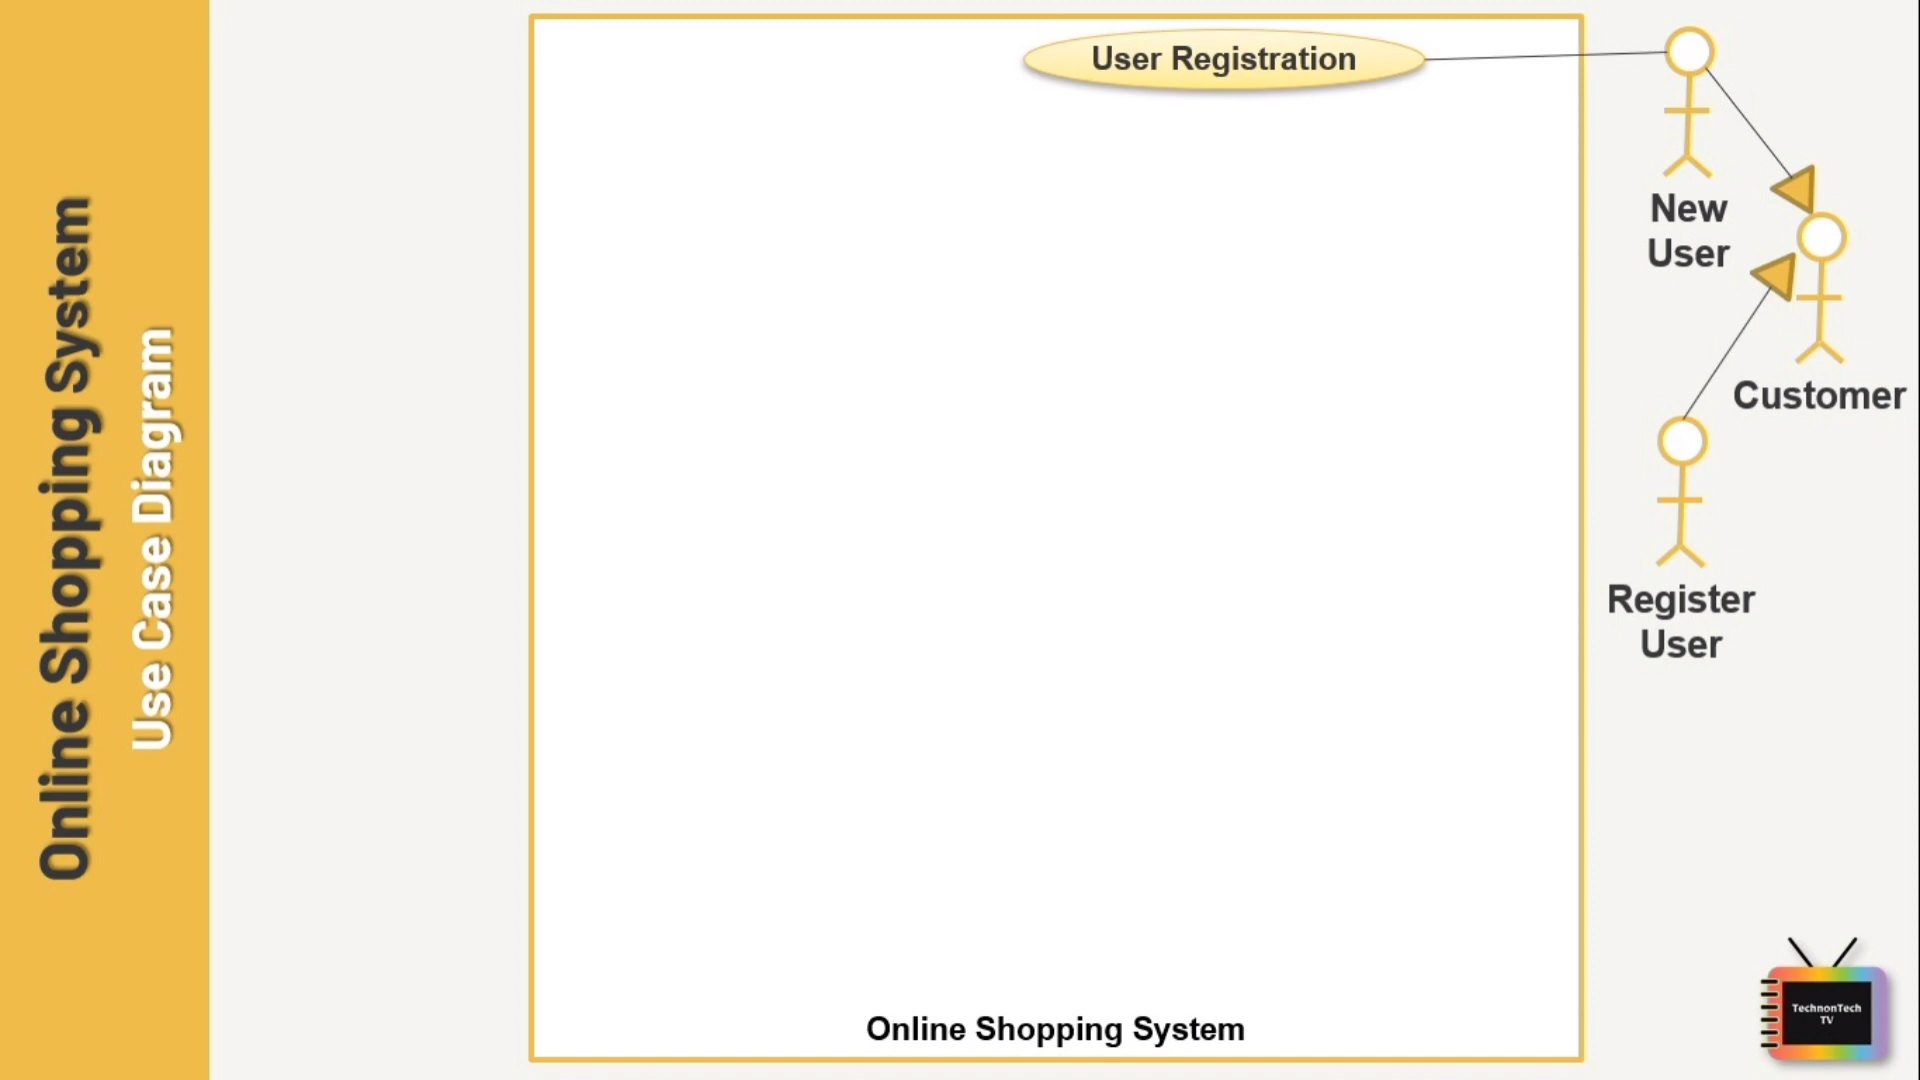 Online Shopping System
Use Case Diagram
User Registration
New
User
Customer
Register
User
Online Shopping System
TechnonTech
TV